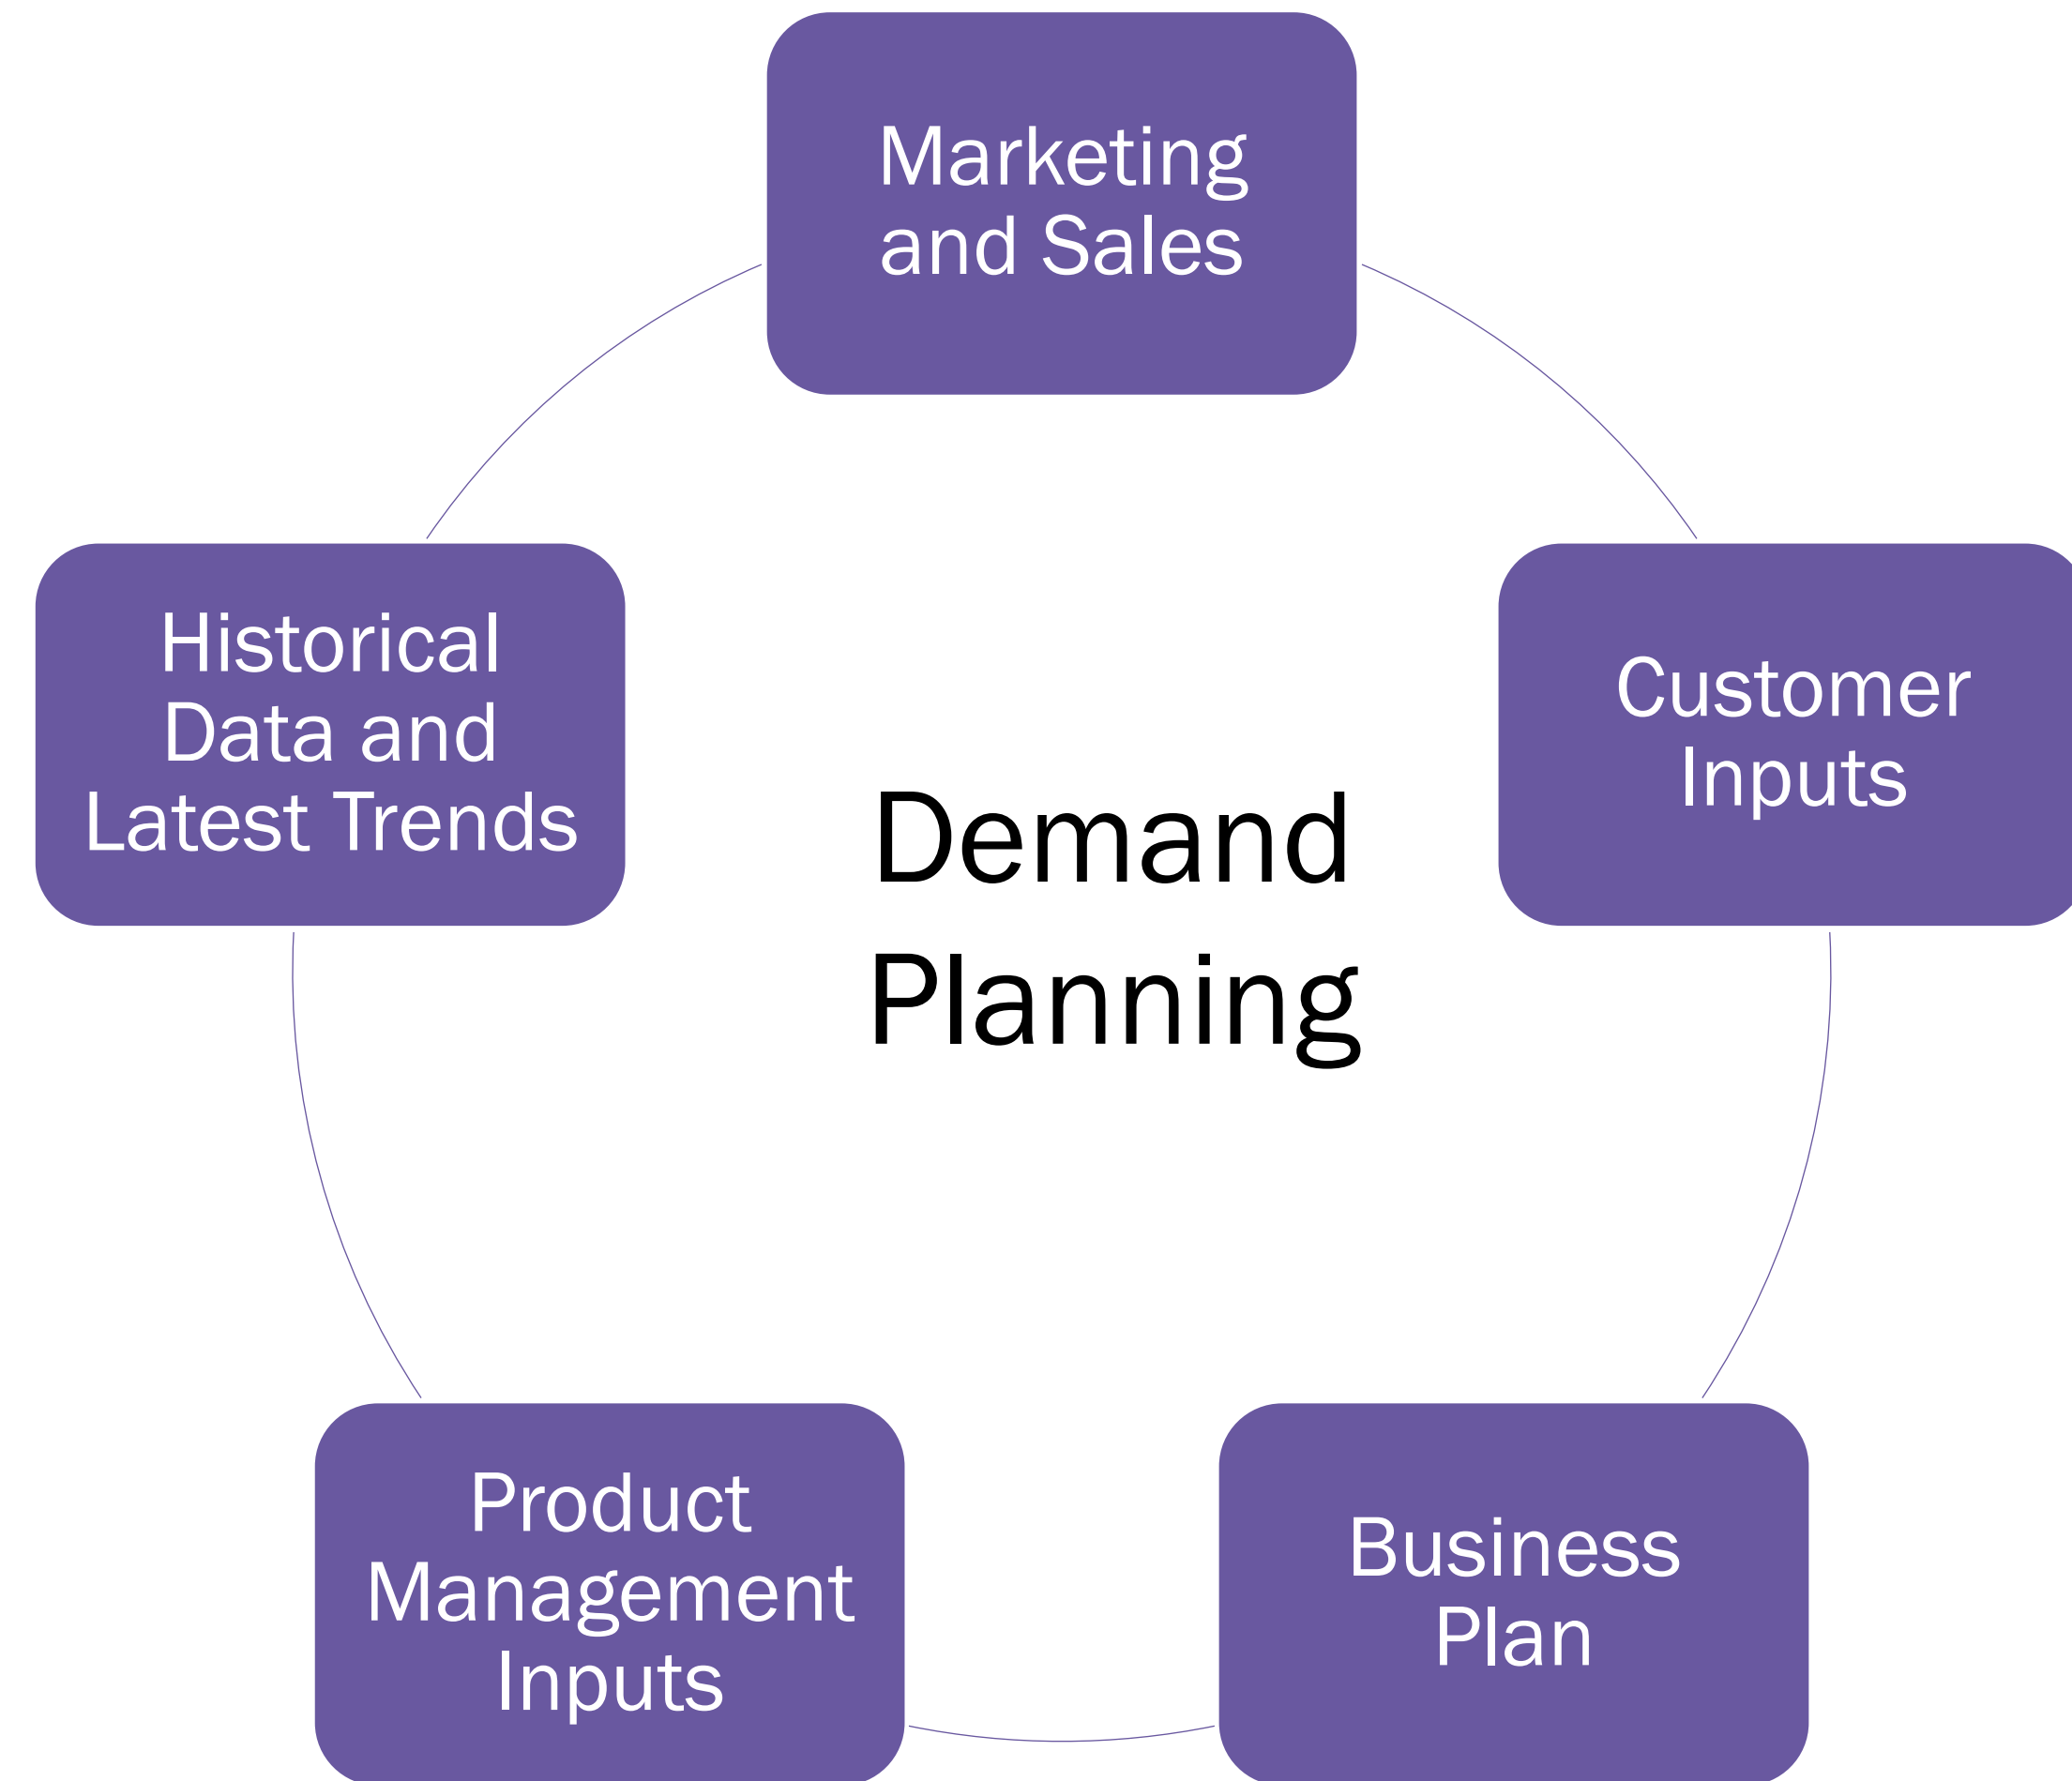 Marketing
and Sales
Historical
Data and
Latest Trends
Customer
Inputs
Demand
Planning
Product
Management
Inputs
Business
Plan